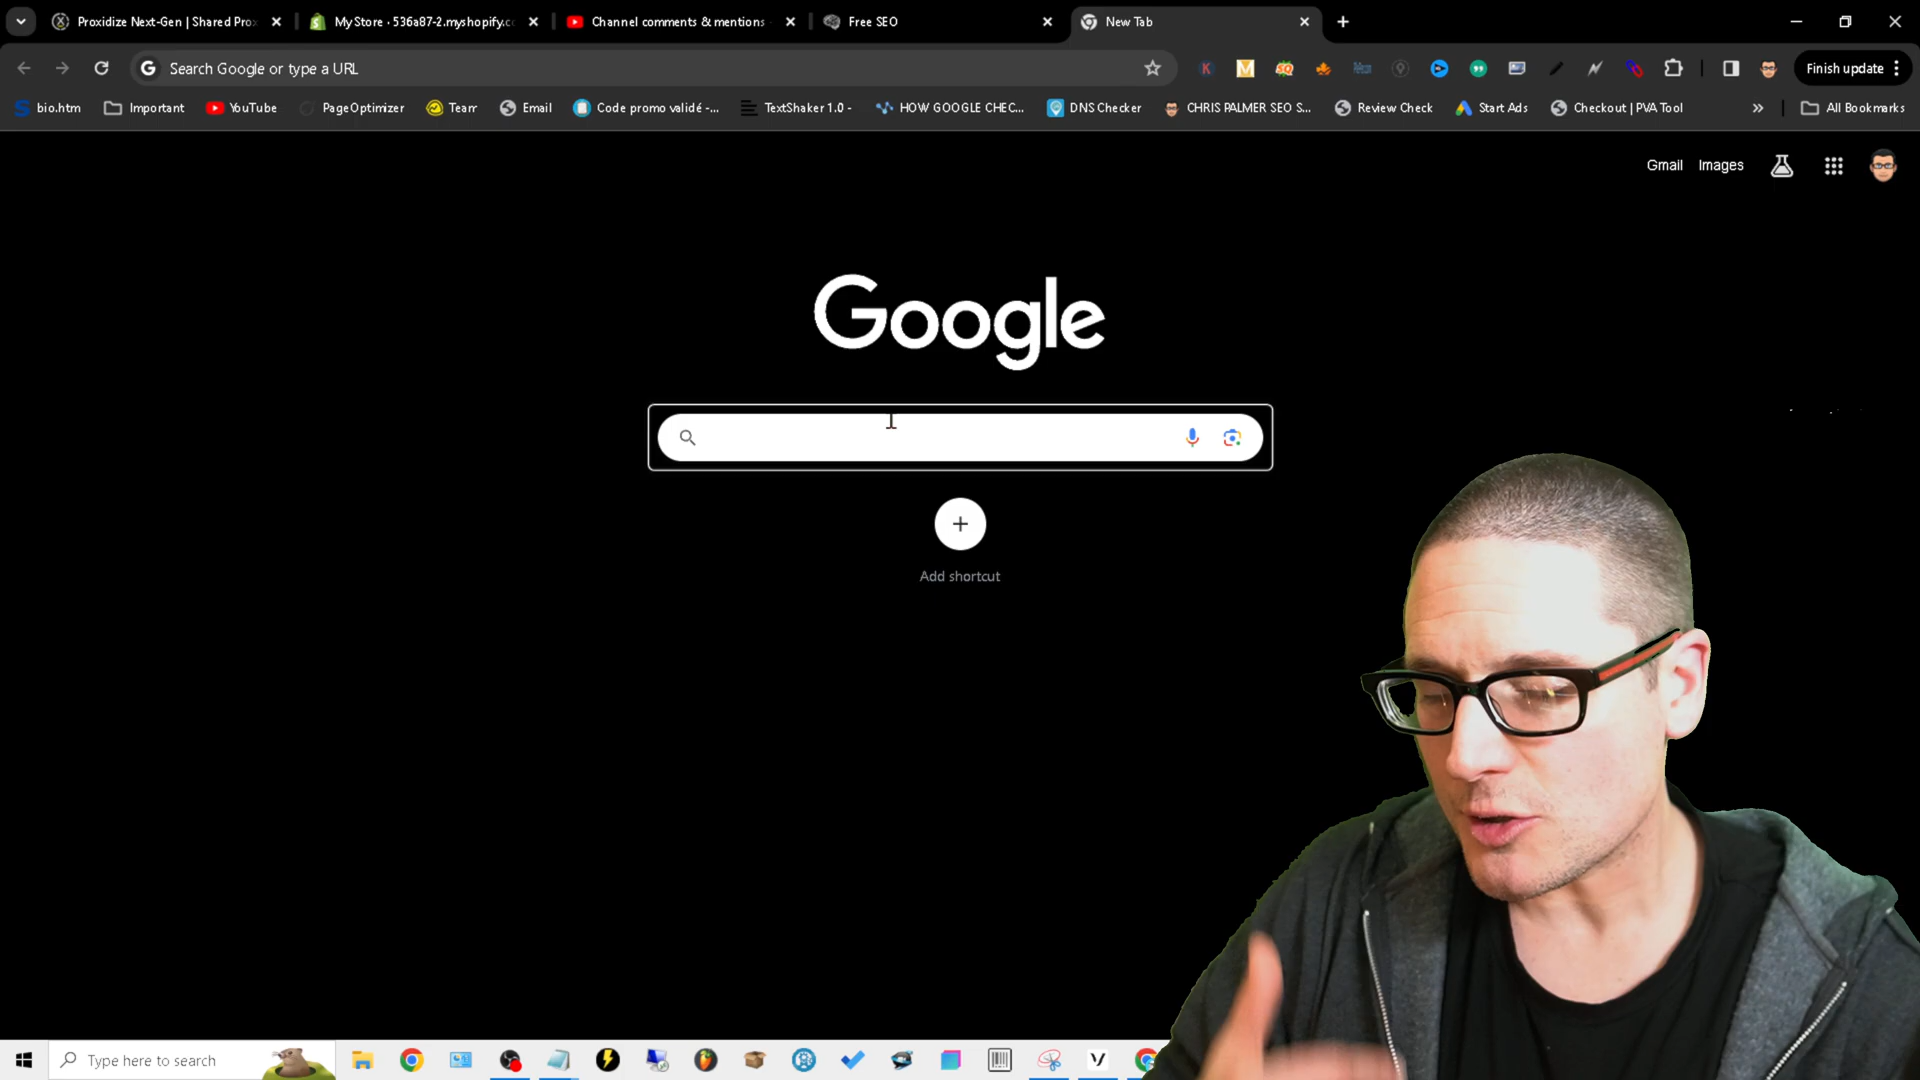 Proxidize Next-Gen | Shared Prox
My Store · 536a87-2.myshopify.c
Channel comments & mentions
Free SEO
New Tab
Search Google or type a URL
Finish update
bio.htm
Important
YouTube
PageOptimizer
Team
Email
Code promo validé -...
TextShaker 1.0 -
HOW GOOGLE CHEC...
DNS Checker
CHRIS PALMER SEO S...
Review Check
Start Ads
Checkout | PVA Tool
All Bookmarks
Gmail
Images
Google
Add shortcut
Type here to search